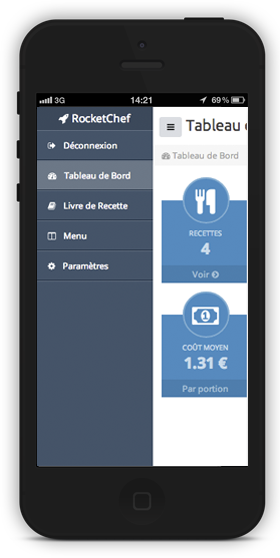 3G 14:21 69%
RocketChef
Déconnexion
Tableau de Bord
Livre de Recette
Menu
Paramètres
Tableau
Tableau de Bord
RECETTES
4
Voir
1
COÛT MOYEN
1.31 €
Par portion